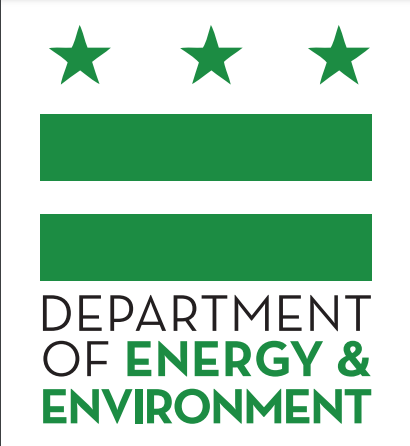 DEPARTMENT
OF ENERGY &
ENVIRONMENT